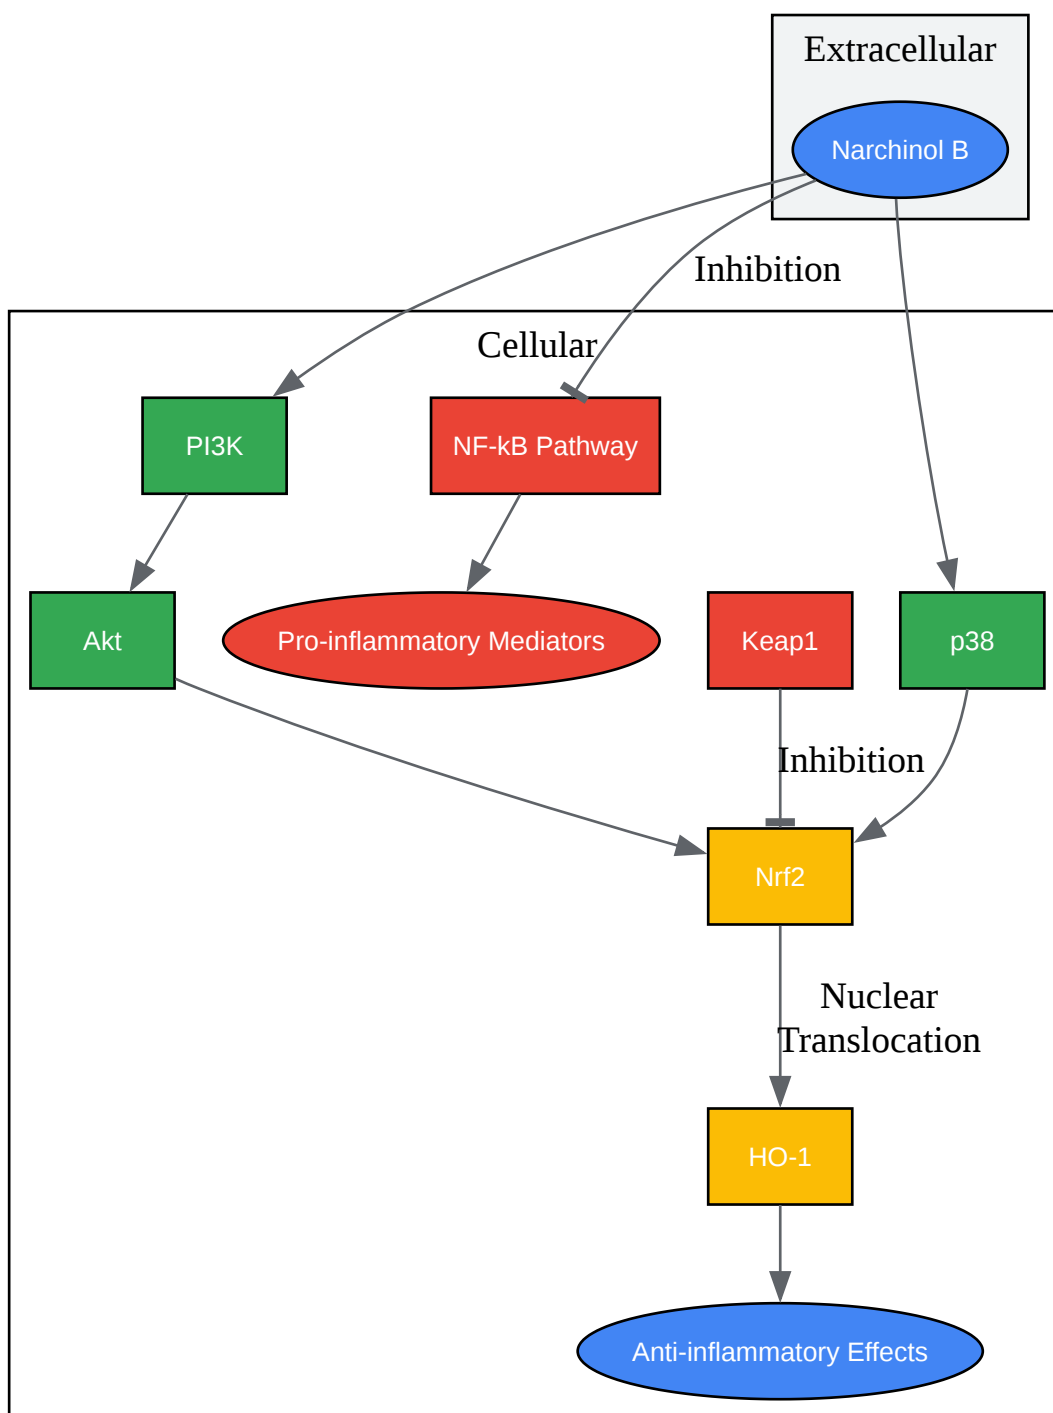 Extracellular
Narchinol B
Inhibition
Cellular
PI3K
NF-kB Pathway
Akt
Pro-inflammatory Mediators
Keap1
p38
Inhibition
Nrf2
Nuclear
Translocation
HO-1
Anti-inflammatory Effects